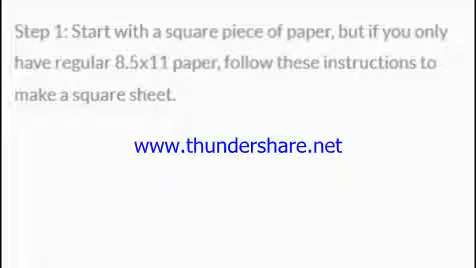 Step 1: Start with a square piece of paper, but if you only
have regular 8.5x11 paper, follow these instructions to
make a square sheet.
www.thundershare.net